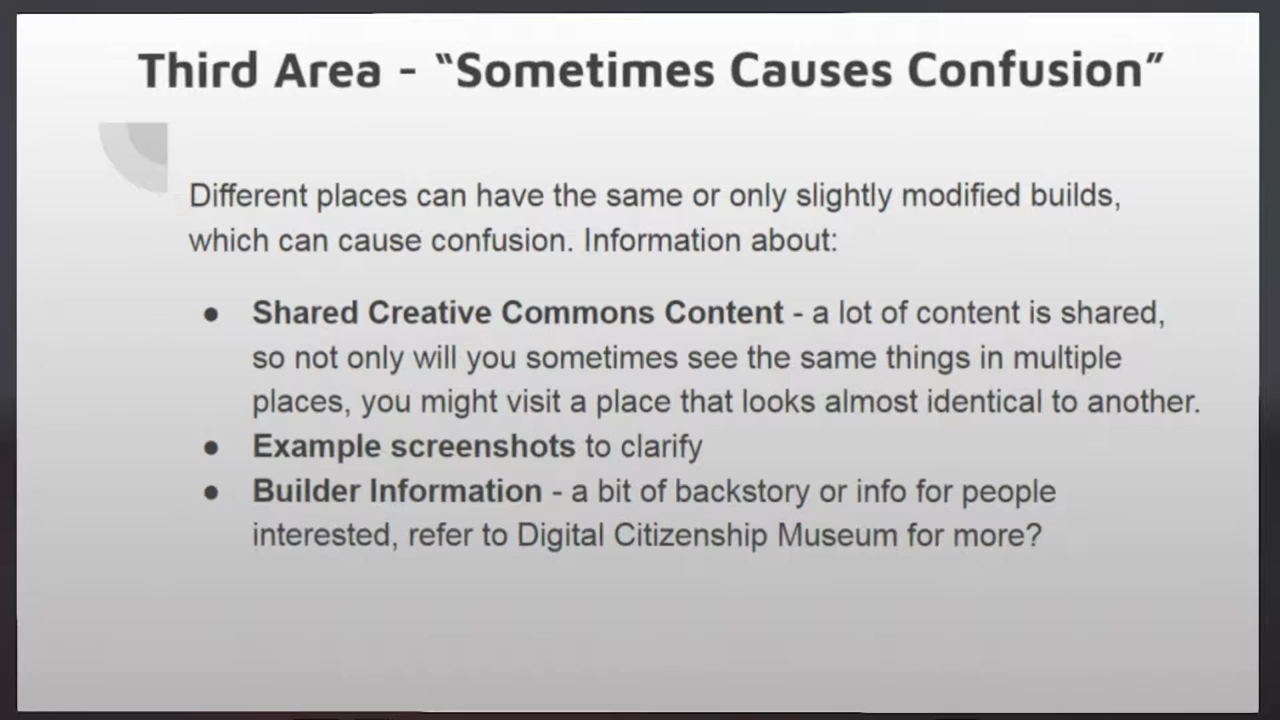 Third Area - “Sometimes Causes Confusion”
Different places can have the same or only slightly modified builds,
which can cause confusion. Information about:
● Shared Creative Commons Content - a lot of content is shared,
so not only will you sometimes see the same things in multiple
places, you might visit a place that looks almost identical to another.
● Example screenshots to clarify
● Builder Information - a bit of backstory or info for people
interested, refer to Digital Citizenship Museum for more?